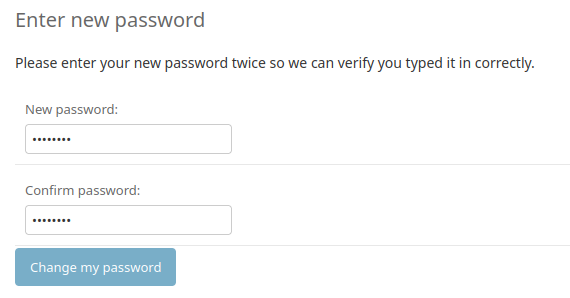 Enter new password
Please enter your new password twice so we can verify you typed it in correctly.
New password:
••••••••
Confirm password:
••••••••
Change my password